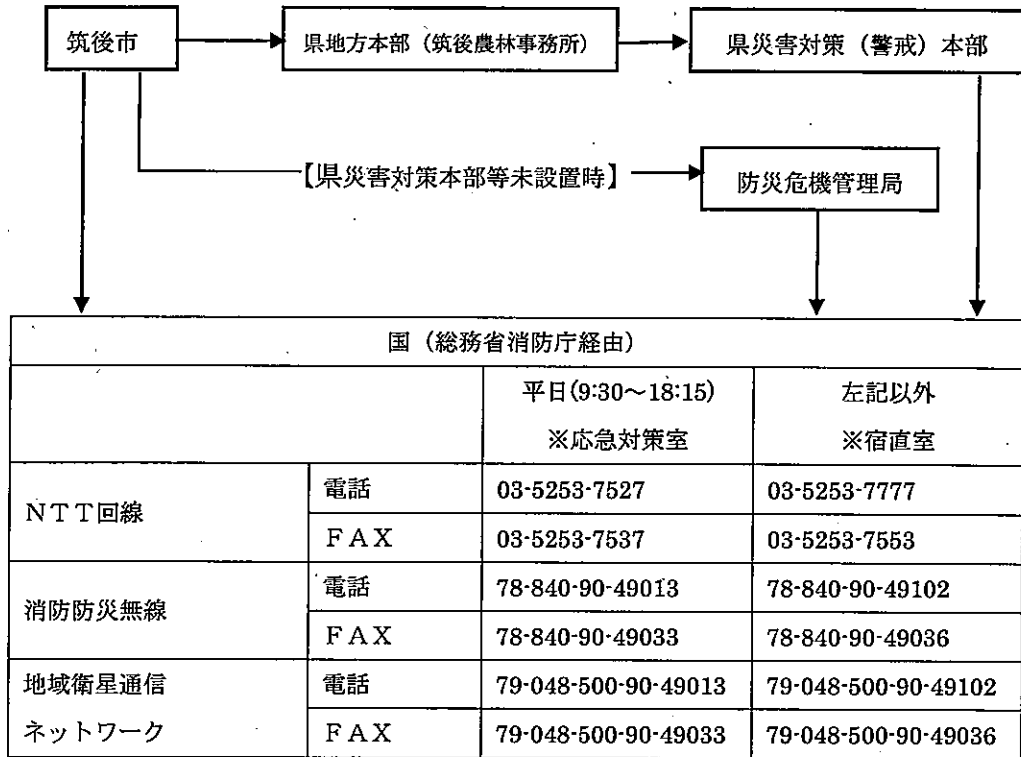 筑後市
県地方本部(筑後農林事務所)
県災害対策(警戒)本部
【県災害対策本部等未設置時】
防災危機管理局
国(総務省消防庁経由)
平日(9:30～18:15)
※応急対策室
左記以外
※宿直室
NTT回線
電話
03-5253-7527
03-5253-7777
FAX
03-5253-7537
03-5253-7553
消防防災無線
電話
78-840-90-49013
78-840-90-49102
FAX
78-840-90-49033
78-840-90-49036
地域衛星通信
ネットワーク
電話
79-048-500-90-49013
79-048-500-90-49102
FAX
79-048-500-90-49033
79-048-500-90-49036